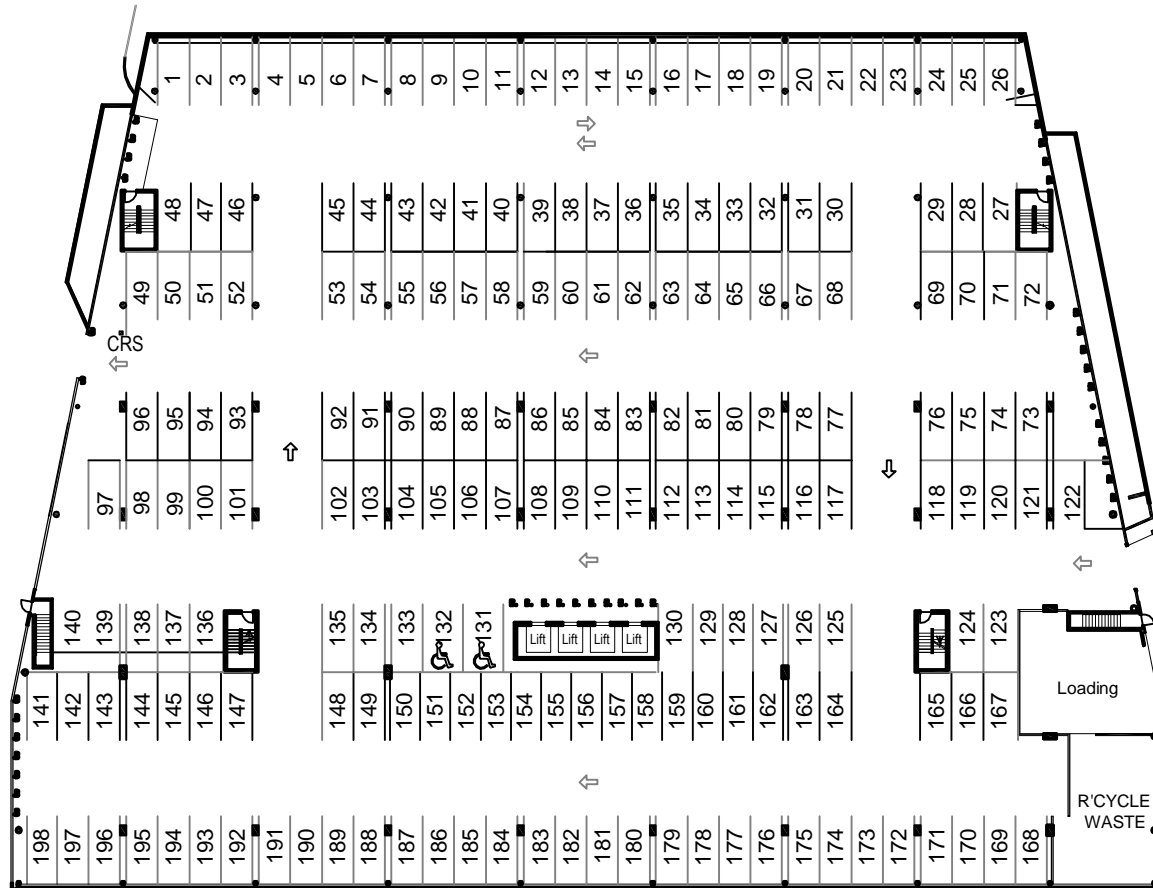 1 2 3 4 5 6 7 8 9 10 11 12 13 14 15 16 17 18 19 20 21 22 23 24 25 26
48 47 46 45 44 43 42 41 40 39 38 37 36 35 34 33 32 31 30 29 28 27
49 50 51 52 53 54 55 56 57 58 59 60 61 62 63 64 65 66 67 68 69 70 71 72
CRS
96 95 94 93 92 91 90 89 88 87 86 85 84 83 82 81 80 79 78 77 76 75 74 73
97 98 99 100 101 102 103 104 105 106 107 108 109 110 111 112 113 114 115 116 117 118 119 120 121 122
140 139 138 137 136 135 134 133 132 131 130 129 128 127 126 125 124 123
Lift Lift Lift Lift
141 142 143 144 145 146 147 148 149 150 151 152 153 154 155 156 157 158 159 160 161 162 163 164 165 166 167
Loading
R'CYCLE
WASTE
198 197 196 195 194 193 192 191 190 189 188 187 186 185 184 183 182 181 180 179 178 177 176 175 174 173 172 171 170 169 168